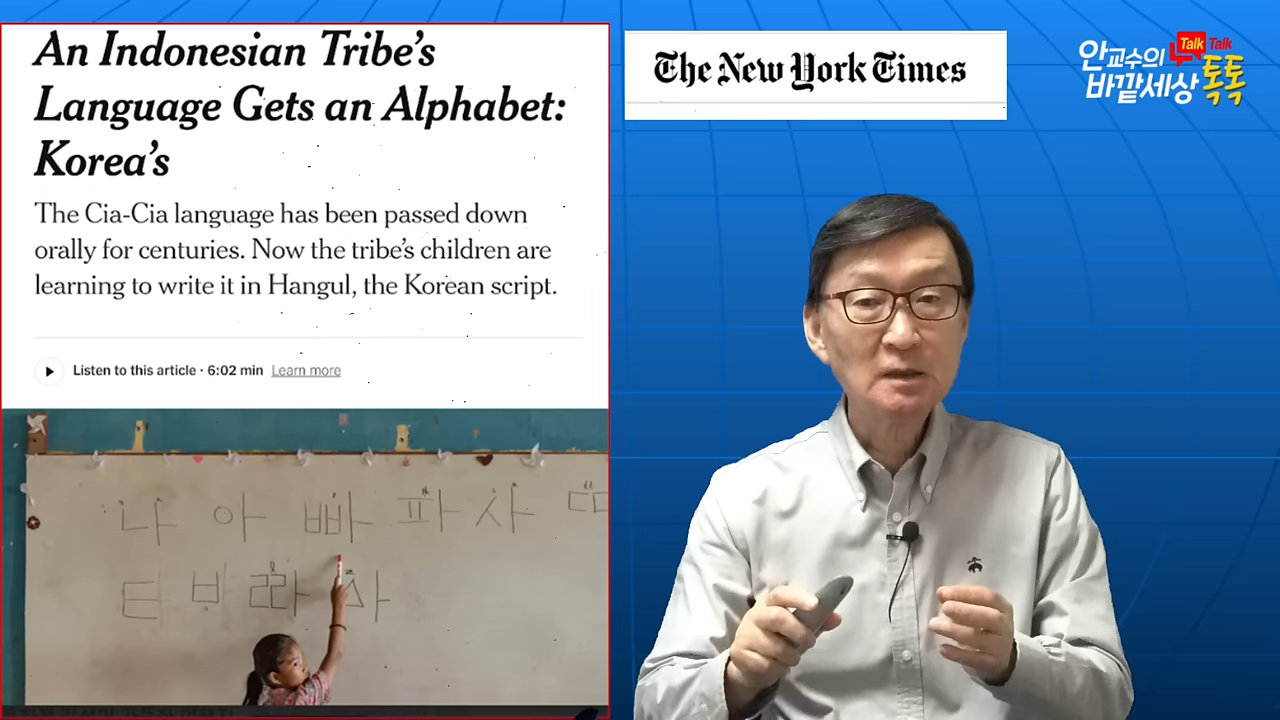 An Indonesian Tribe's
Language Gets an Alphabet:
Korea's
The Cia-Cia language has been passed down
orally for centuries. Now the tribe's children are
learning to write it in Hangul, the Korean script.
Listen to this article · 6:02 min Learn more
나 아 빠 파 사
터 바
The New York Times
Talk Talk
안교수의
바깥세상 톡톡